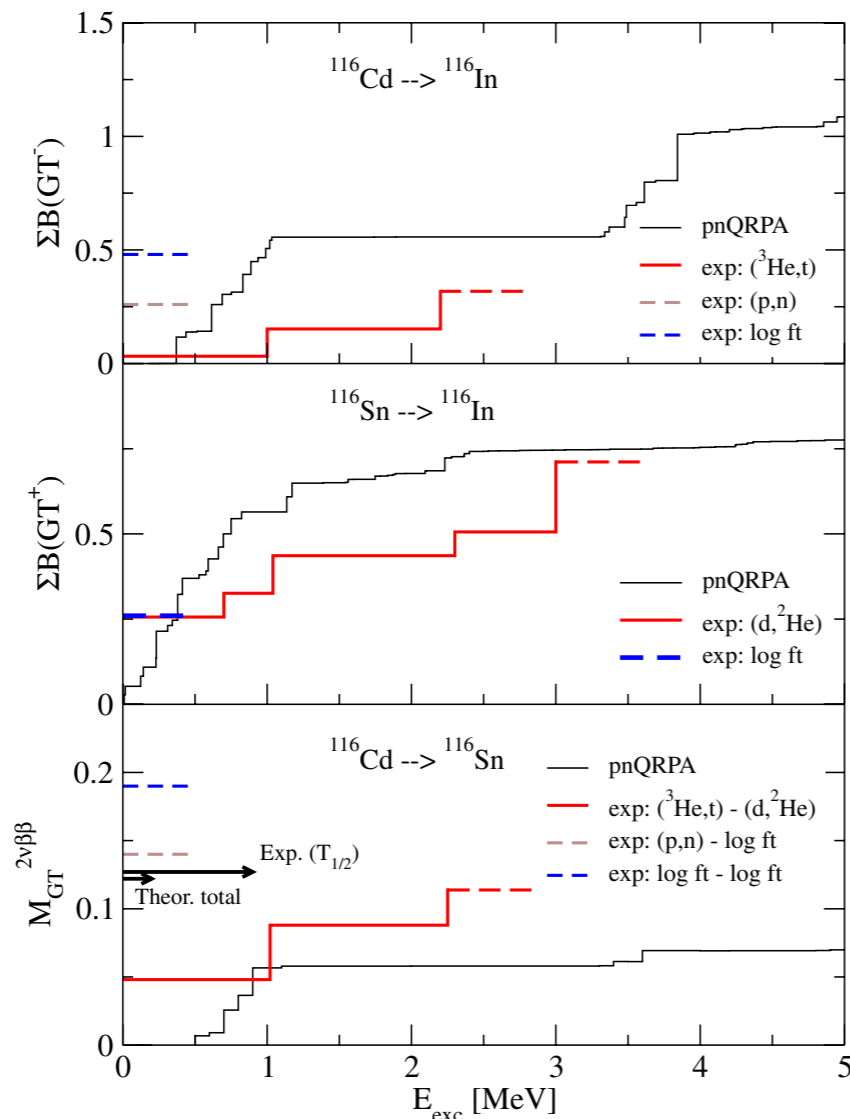 1.5
1
0.5
0
ΣB(GT⁻)
¹¹⁶Cd --> ¹¹⁶In
pnQRPA
exp: (³He,t)
exp: (p,n)
exp: log ft
0.5
0
ΣB(GT⁺)
¹¹⁶Sn --> ¹¹⁶In
pnQRPA
exp: (d,²He)
exp: log ft
0.2
0.1
0
M_GT^2νββ
¹¹⁶Cd --> ¹¹⁶Sn
pnQRPA
exp: (³He,t) - (d,²He)
exp: (p,n) - log ft
exp: log ft - log ft
Exp. (T₁/₂)
Theor. total
0 1 2 3 4 5
E_exc [MeV]